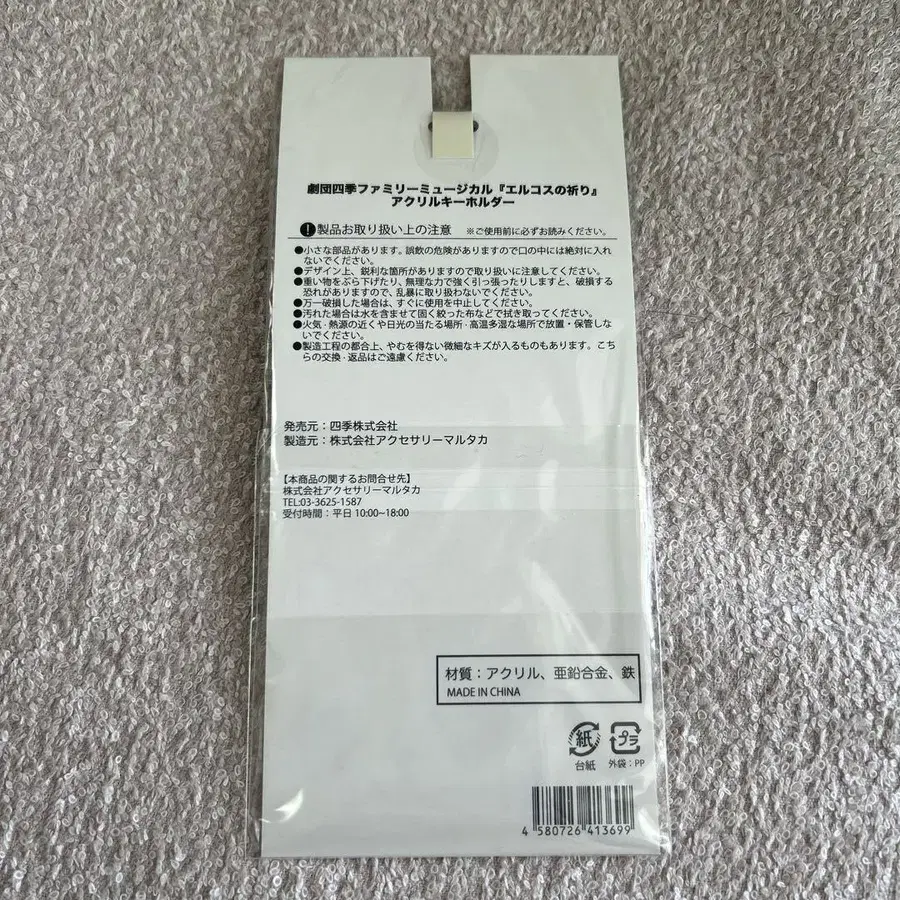 劇団四季ファミリーミュージカル『エルコスの祈り』
アクリルキーホルダー
!製品お取り扱い上の注意 ※ご使用前に必ずお読みください。
●小さな部品があります。誤飲の危険がありますので口の中には絶対に入れ
ないでください。
●デザイン上、鋭利な箇所がありますので取り扱いに注意してください。
●重い物をぶら下げたり、無理な力で強く引っ張ったりしますと、破損する
恐れがありますので、乱暴に取り扱わないでください。
●万一破損した場合は、すぐに使用を中止してください。
●汚れた場合は水を含ませて固く絞った布などで拭き取ってください。
●火気・熱源の近くや日光の当たる場所・高温多湿な場所で放置・保管しな
いでください。
●製造工程の都合上、やむを得ない微細なキズが入るものもあります。こち
らの交換・返品はご遠慮ください。
発売元:四季株式会社
製造元:株式会社アクセサリーマルタカ
【本商品の関するお問合せ先】
株式会社アクセサリーマルタカ
TEL:03-3625-1587
受付時間:平日 10:00~18:00
材質:アクリル、亜鉛合金、鉄
MADE IN CHINA
紙 プラ
台紙 外袋:PP
4 580726 413699